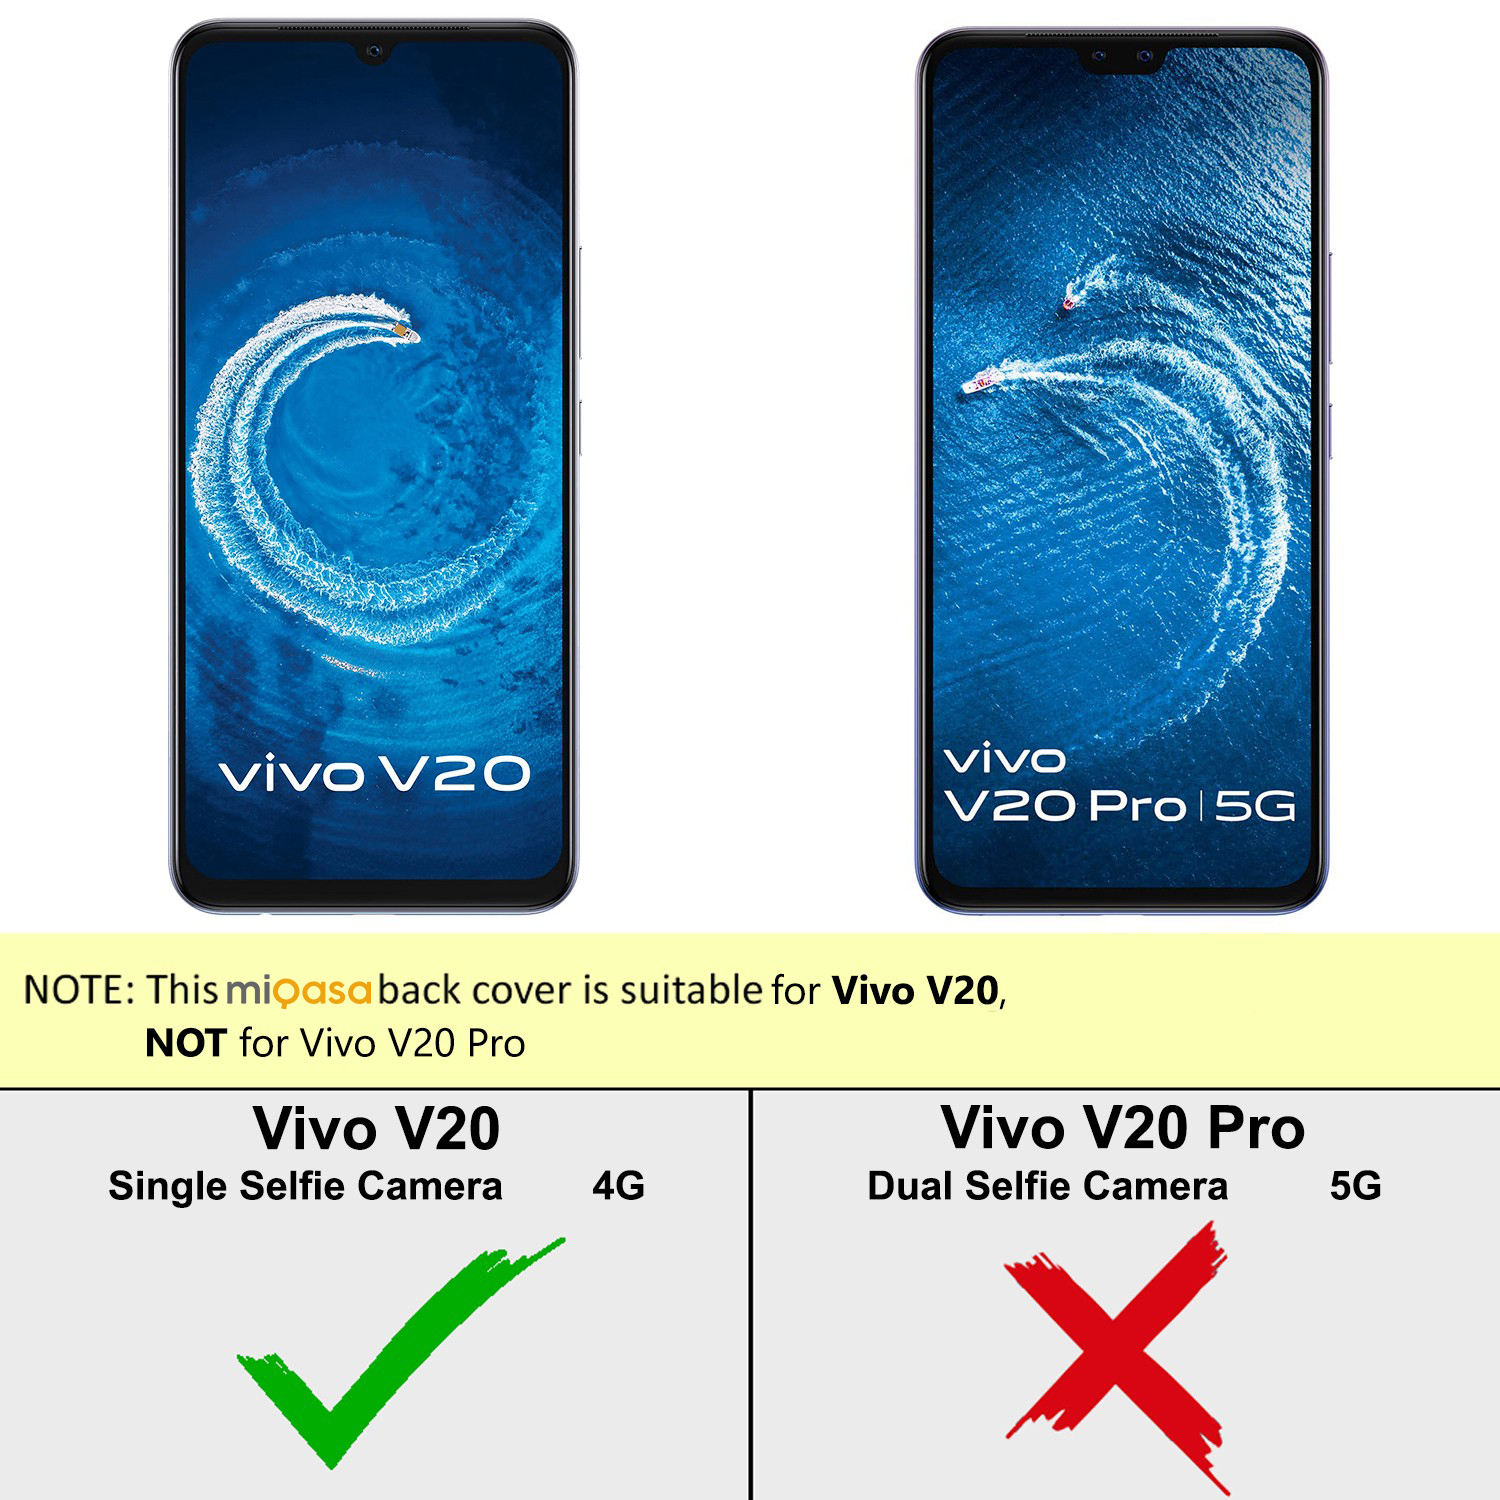 vivo V20
vivo
V20 Pro | 5G
NOTE: This miQasa back cover is suitable for Vivo V20,
NOT for Vivo V20 Pro
Vivo V20
Single Selfie Camera 4G
Vivo V20 Pro
Dual Selfie Camera 5G